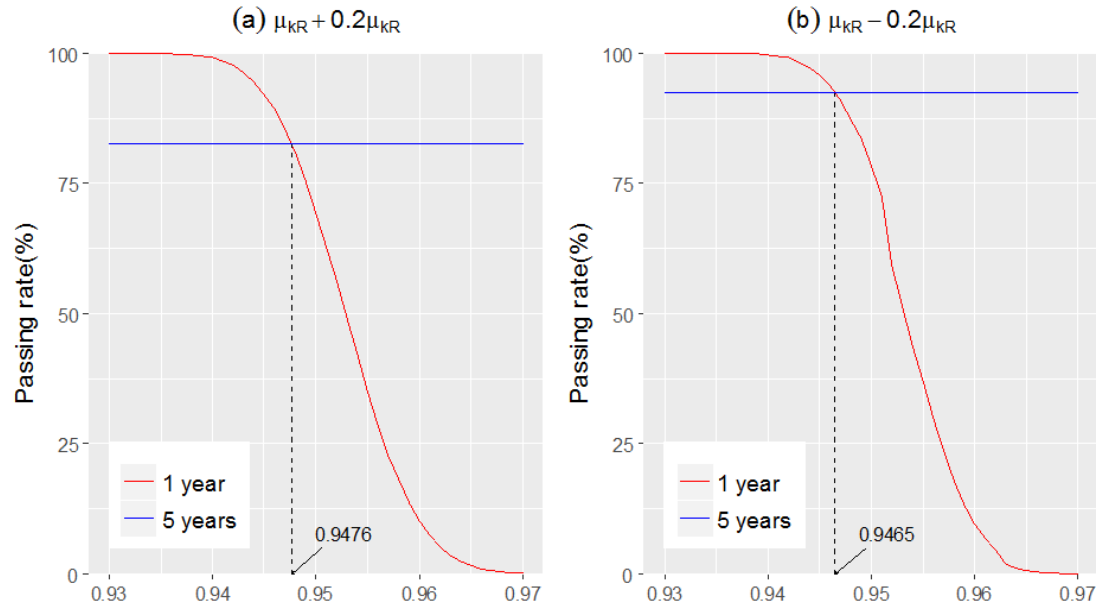 (a) μkR + 0.2μkR
100
75
50
25
0
Passing rate(%)
1 year
5 years
0.9476
0.93 0.94 0.95 0.96 0.97
(b) μkR − 0.2μkR
100
75
50
25
0
Passing rate(%)
1 year
5 years
0.9465
0.93 0.94 0.95 0.96 0.97